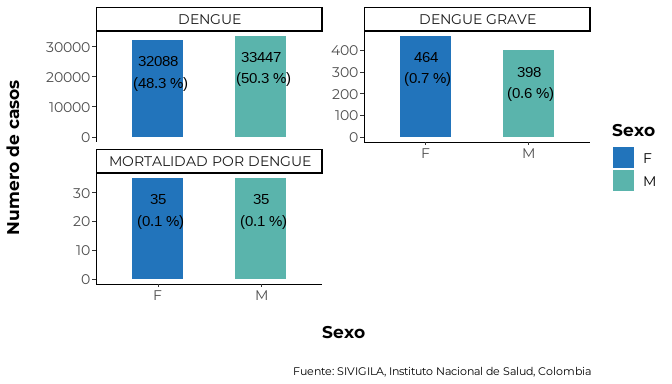 DENGUE
DENGUE GRAVE
30000
20000
10000
0
32088
(48.3 %)
33447
(50.3 %)
400
300
200
100
0
464
(0.7 %)
398
(0.6 %)
F
M
MORTALIDAD POR DENGUE
30
20
10
0
35
(0.1 %)
35
(0.1 %)
F
M
Numero de casos
Sexo
Sexo
F
M
Fuente: SIVIGILA, Instituto Nacional de Salud, Colombia